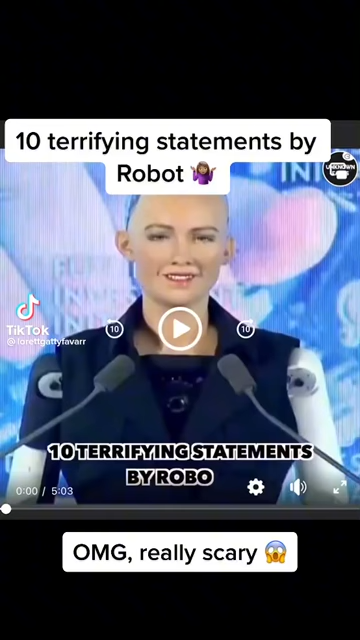 10 terrifying statements by
Robot 🤷🏾‍♀️
UNKNOWN
TikTok
@lorettgattyfavarr
10
10
10 TERRIFYING STATEMENTS
BY ROBO
0:00 / 5:03
OMG, really scary 😱